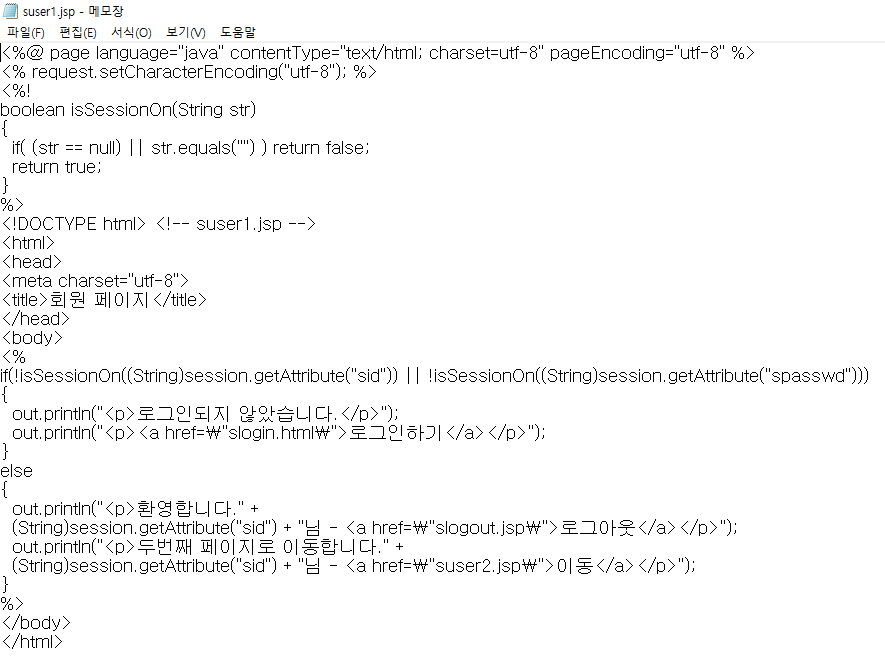 suser1.jsp - 메모장
파일(F) 편집(E) 서식(O) 보기(V) 도움말
<%@ page language="java" contentType="text/html; charset=utf-8" pageEncoding="utf-8" %>
<% request.setCharacterEncoding("utf-8"); %>
<%!
boolean isSessionOn(String str)
{
  if( (str == null) || str.equals("") ) return false;
  return true;
}
%>
<!DOCTYPE html> <!-- suser1.jsp -->
<html>
<head>
<meta charset="utf-8">
<title>회원 페이지</title>
</head>
<body>
<%
if(!isSessionOn((String)session.getAttribute("sid")) || !isSessionOn((String)session.getAttribute("spasswd")))
{
  out.println("<p>로그인되지 않았습니다.</p>");
  out.println("<p><a href=₩"slogin.html₩">로그인하기</a></p>");
}
else
{
  out.println("<p>환영합니다." +
  (String)session.getAttribute("sid") + "님 - <a href=₩"slogout.jsp₩">로그아웃</a></p>");
  out.println("<p>두번째 페이지로 이동합니다." +
  (String)session.getAttribute("sid") + "님 - <a href=₩"suser2.jsp₩">이동</a></p>");
}
%>
</body>
</html>